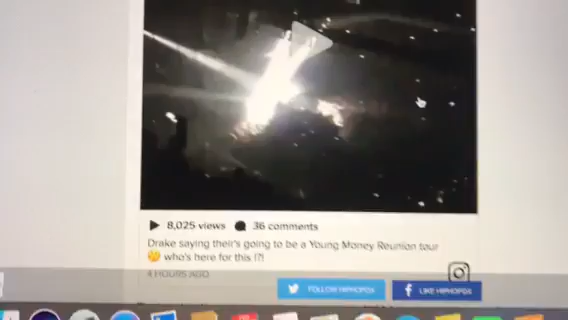 8,025 views 36 comments
Drake saying their's going to be a Young Money Reunion tour
🤔 who's here for this !?!
4 HOURS AGO
FOLLOW HIPHOPDX
LIKE HIPHOPDX